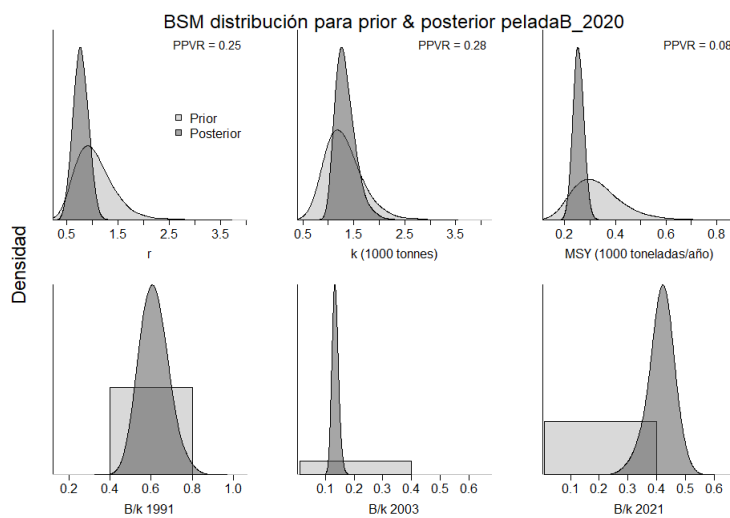 BSM distribución para prior & posterior peladaB_2020
PPVR = 0.25
PPVR = 0.28
PPVR = 0.08
Prior
Posterior
0.5 1.5 2.5 3.5
r
0.5 1.5 2.5 3.5
k (1000 tonnes)
0.2 0.4 0.6 0.8
MSY (1000 toneladas/año)
Densidad
0.2 0.4 0.6 0.8 1.0
B/k 1991
0.1 0.2 0.3 0.4 0.5 0.6
B/k 2003
0.1 0.2 0.3 0.4 0.5 0.6
B/k 2021